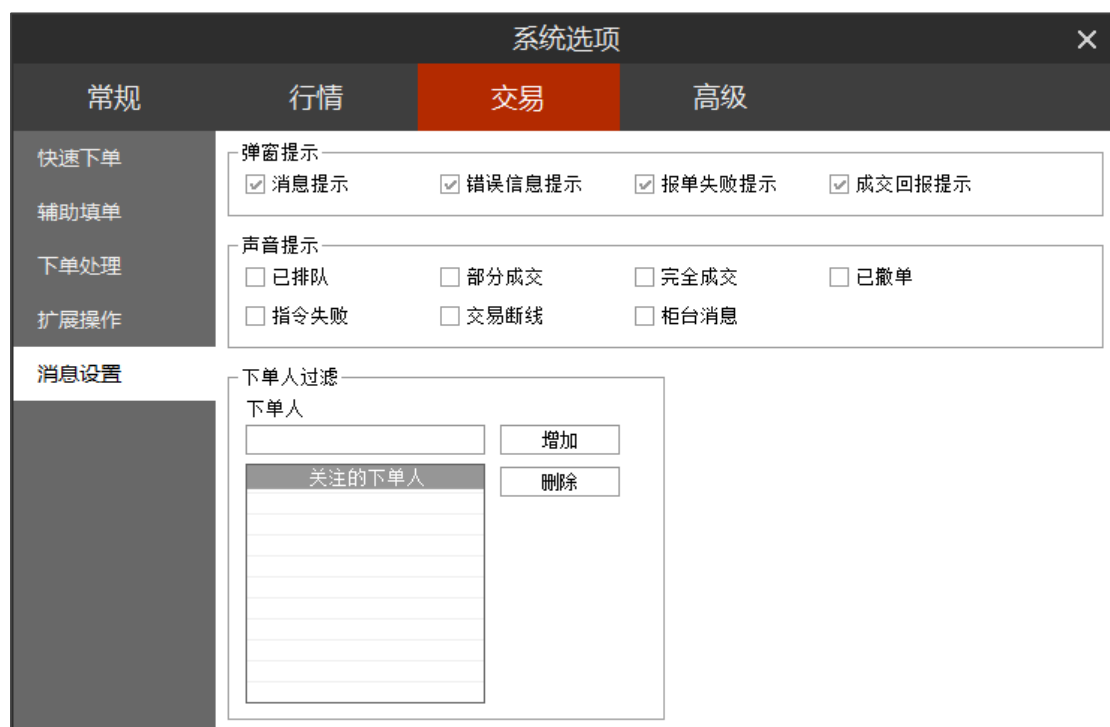 系统选项
常规 行情 交易 高级
快速下单
辅助填单
下单处理
扩展操作
消息设置
弹窗提示
消息提示 错误信息提示 报单失败提示 成交回报提示
声音提示
已排队 部分成交 完全成交 已撤单
指令失败 交易断线 柜台消息
下单人过滤
下单人
增加
关注的下单人
删除